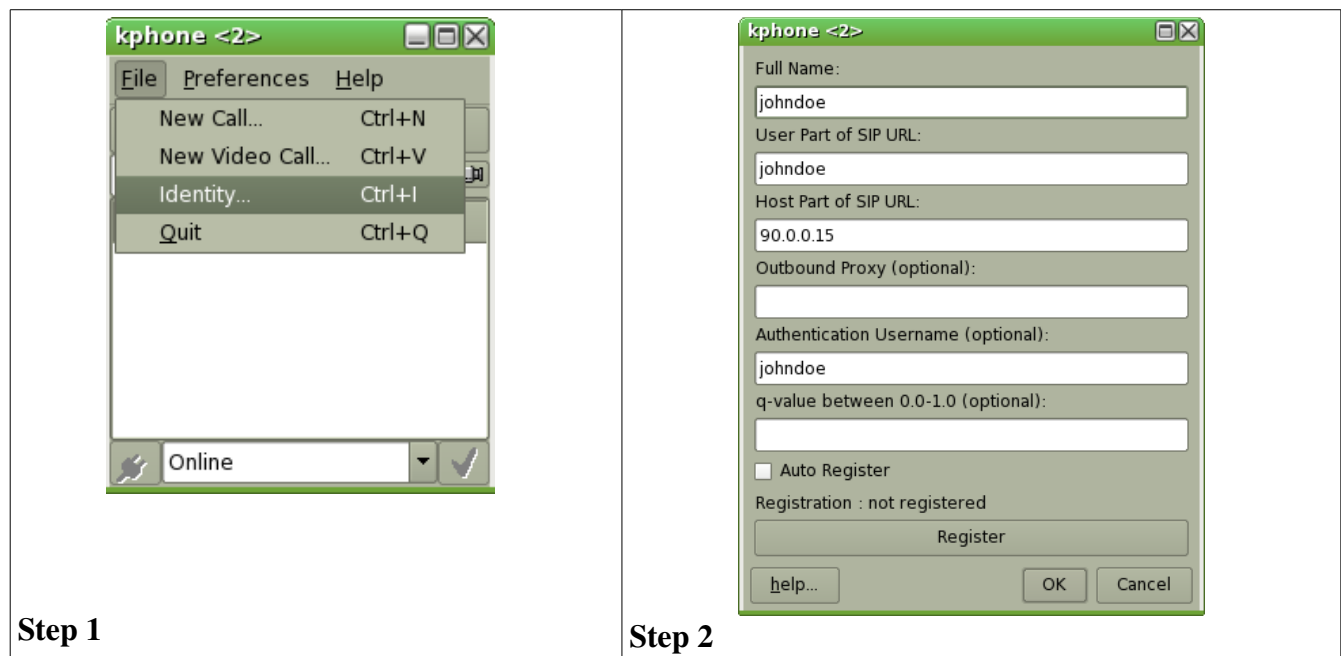 kphone <2>
File Preferences Help
New Call... Ctrl+N
New Video Call... Ctrl+V
Identity... Ctrl+I
Quit Ctrl+Q
Online
Step 1
kphone <2>
Full Name:
johndoe
User Part of SIP URL:
johndoe
Host Part of SIP URL:
90.0.0.15
Outbound Proxy (optional):
Authentication Username (optional):
johndoe
q-value between 0.0-1.0 (optional):
Auto Register
Registration : not registered
Register
help... OK Cancel
Step 2